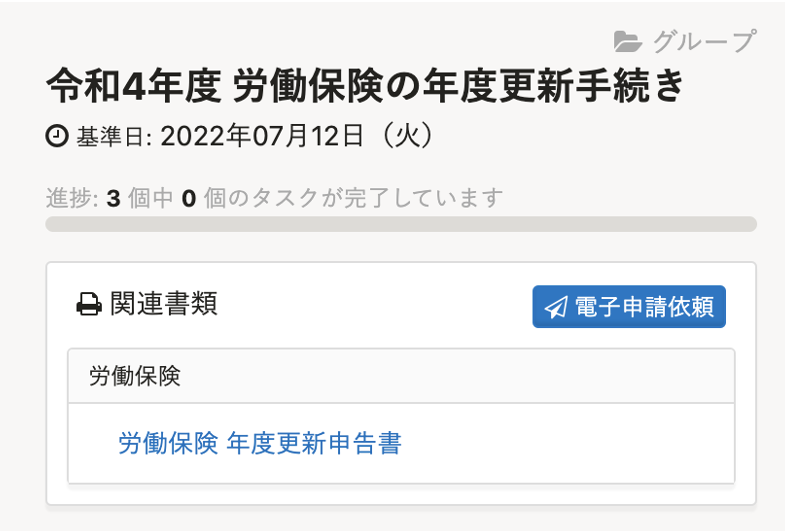 グループ
令和4年度 労働保険の年度更新手続き
基準日: 2022年07月12日（火）
進捗: 3 個中 0 個のタスクが完了しています
関連書類
電子申請依頼
労働保険
労働保険 年度更新申告書